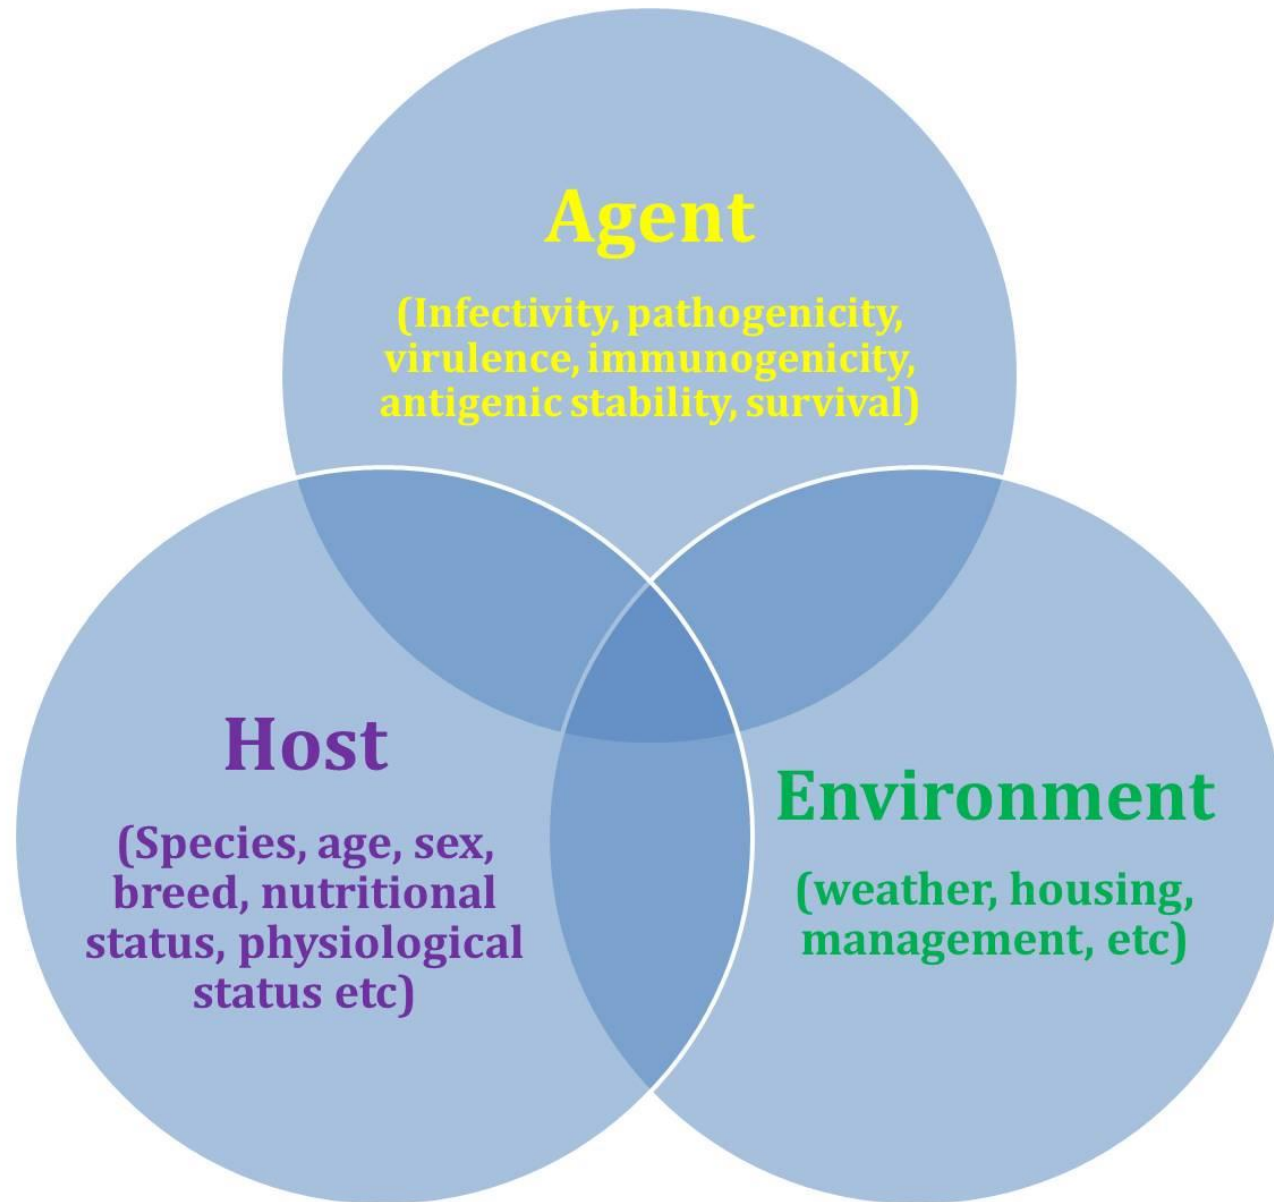 Agent
(Infectivity, pathogenicity,
virulence, immunogenicity,
antigenic stability, survival)
Host
(Species, age, sex,
breed, nutritional
status, physiological
status etc)
Environment
(weather, housing,
management, etc)